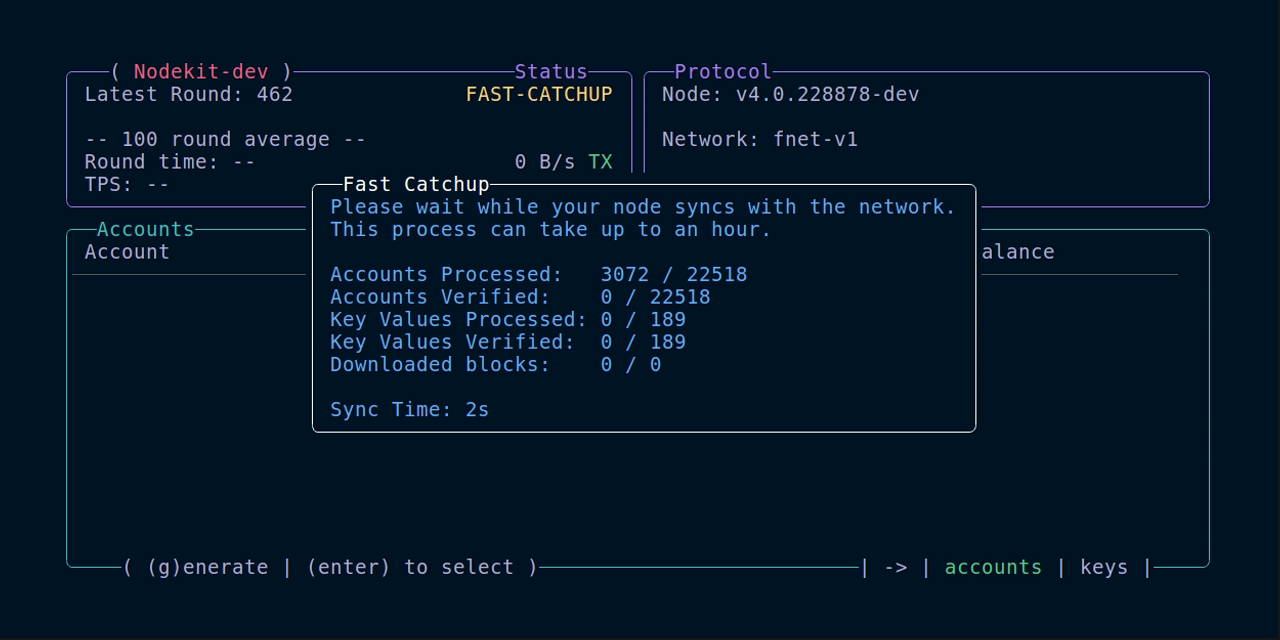 ( Nodekit-dev ) Status
Latest Round: 462 FAST-CATCHUP
-- 100 round average --
Round time: -- 0 B/s TX
TPS: --
Protocol
Node: v4.0.228878-dev
Network: fnet-v1
Fast Catchup
Please wait while your node syncs with the network.
This process can take up to an hour.
Accounts Processed: 3072 / 22518
Accounts Verified: 0 / 22518
Key Values Processed: 0 / 189
Key Values Verified: 0 / 189
Downloaded blocks: 0 / 0
Sync Time: 2s
Accounts
Account alance
( (g)enerate | (enter) to select ) | -> | accounts | keys |